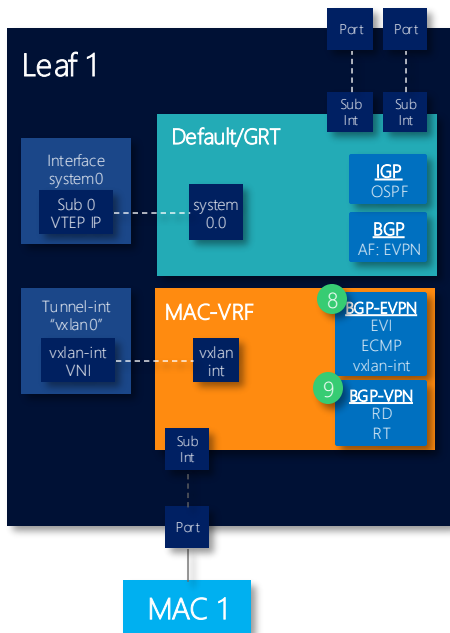 Port
Port
Leaf 1
Sub
Int
Sub
Int
Default/GRT
Interface
system0
Sub 0
VTEP IP
system
0.0
IGP
OSPF
BGP
AF: EVPN
Tunnel-int
"vxlan0"
vxlan-int
VNI
MAC-VRF
vxlan
int
8
BGP-EVPN
EVI
ECMP
vxlan-int
9
BGP-VPN
RD
RT
Sub
Int
Port
MAC 1